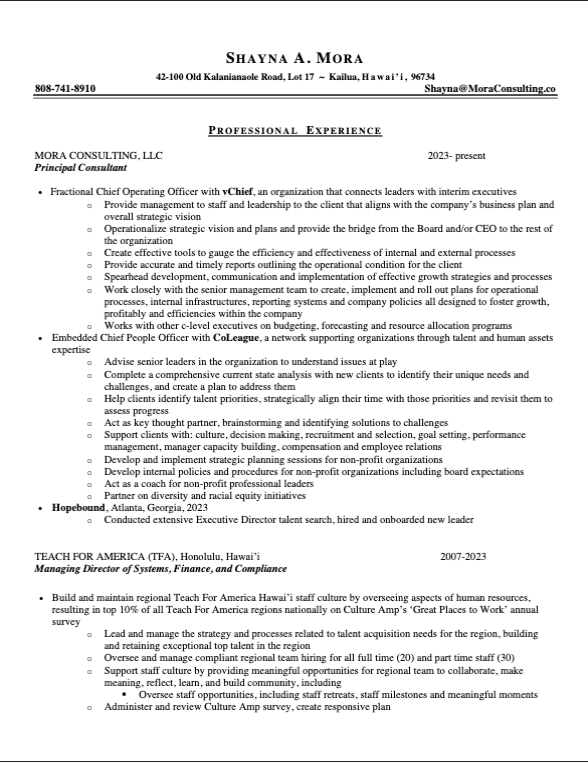 SHAYNA A. MORA
42-100 Old Kalanianaole Road, Lot 17 ~ Kailua, Hawai'i, 96734
808-741-8910 Shayna@MoraConsulting.co
PROFESSIONAL EXPERIENCE
MORA CONSULTING, LLC 2023- present
Principal Consultant
• Fractional Chief Operating Officer with vChief, an organization that connects leaders with interim executives
o Provide management to staff and leadership to the client that aligns with the company's business plan and
overall strategic vision
o Operationalize strategic vision and plans and provide the bridge from the Board and/or CEO to the rest of
the organization
o Create effective tools to gauge the efficiency and effectiveness of internal and external processes
o Provide accurate and timely reports outlining the operational condition for the client
o Spearhead development, communication and implementation of effective growth strategies and processes
o Work closely with the senior management team to create, implement and roll out plans for operational
processes, internal infrastructures, reporting systems and company policies all designed to foster growth,
profitably and efficiencies within the company
o Works with other c-level executives on budgeting, forecasting and resource allocation programs
• Embedded Chief People Officer with CoLeague, a network supporting organizations through talent and human assets
expertise
o Advise senior leaders in the organization to understand issues at play
o Complete a comprehensive current state analysis with new clients to identify their unique needs and
challenges, and create a plan to address them
o Help clients identify talent priorities, strategically align their time with those priorities and revisit them to
assess progress
o Act as key thought partner, brainstorming and identifying solutions to challenges
o Support clients with: culture, decision making, recruitment and selection, goal setting, performance
management, manager capacity building, compensation and employee relations
o Develop and implement strategic planning sessions for non-profit organizations
o Develop internal policies and procedures for non-profit organizations including board expectations
o Act as a coach for non-profit professional leaders
o Partner on diversity and racial equity initiatives
• Hopebound, Atlanta, Georgia, 2023
o Conducted extensive Executive Director talent search, hired and onboarded new leader
TEACH FOR AMERICA (TFA), Honolulu, Hawai'i 2007-2023
Managing Director of Systems, Finance, and Compliance
• Build and maintain regional Teach For America Hawai'i staff culture by overseeing aspects of human resources,
resulting in top 10% of all Teach For America regions nationally on Culture Amp's 'Great Places to Work' annual
survey
o Lead and manage the strategy and processes related to talent acquisition needs for the region, building
and retaining exceptional top talent in the region
o Oversee and manage compliant regional team hiring for all full time (20) and part time staff (30)
o Support staff culture by providing meaningful opportunities for regional team to collaborate, make
meaning, reflect, learn, and build community, including
▪ Oversee staff opportunities, including staff retreats, staff milestones and meaningful moments
o Administer and review Culture Amp survey, create responsive plan